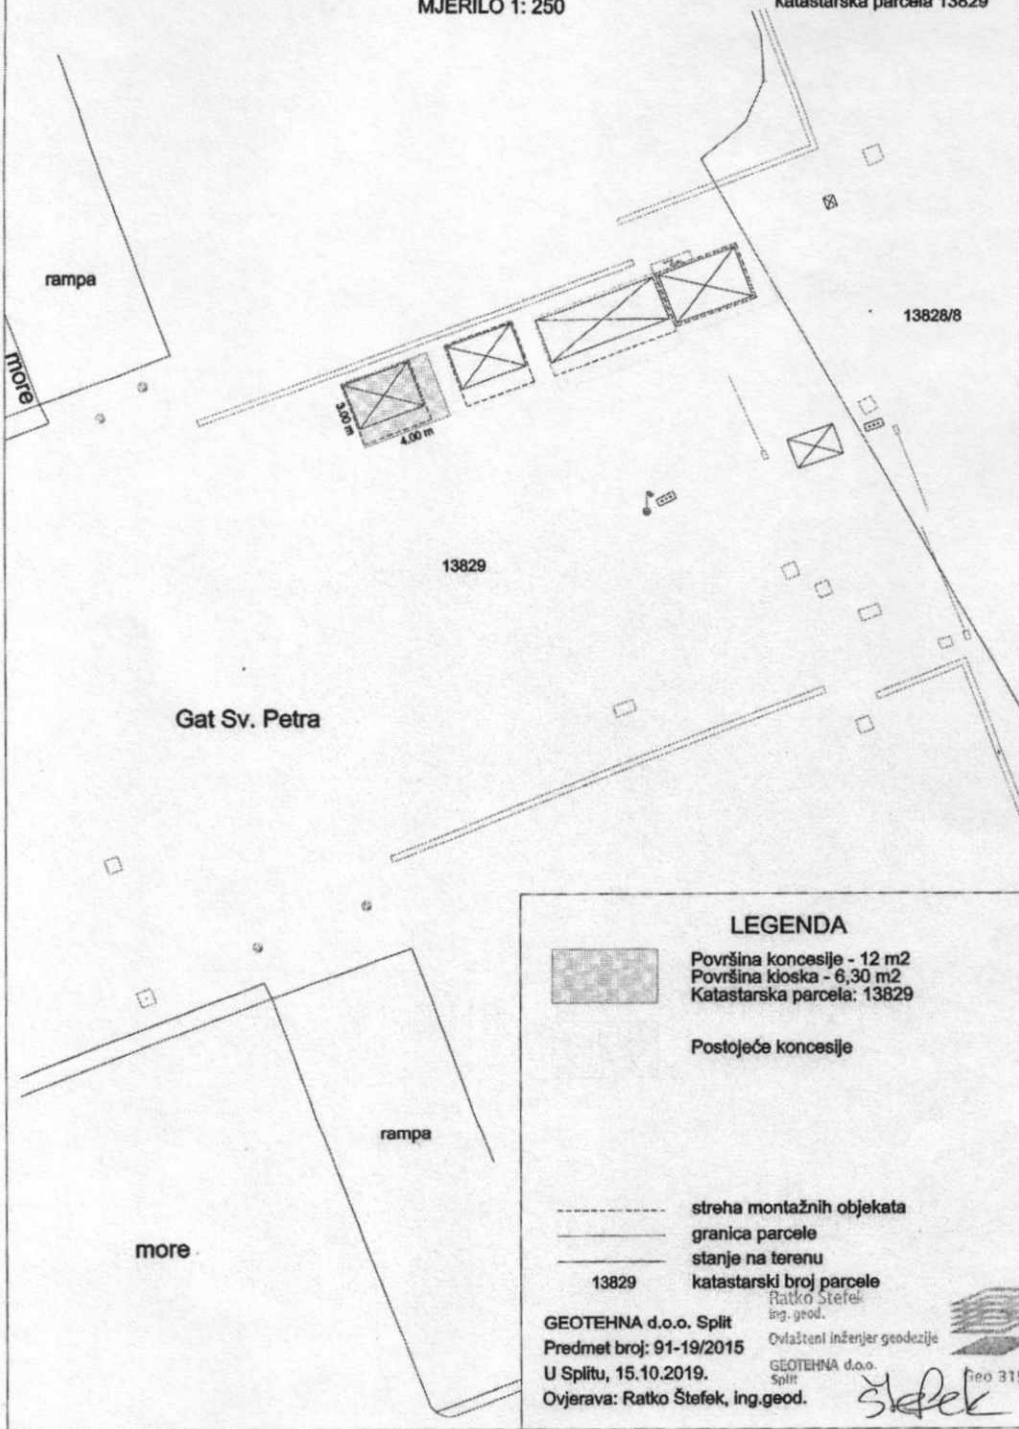 MJERILO 1: 250
katastarska parcela 13829
rampa
more
13828/8
3.00 m
4.00 m
13829
Gat Sv. Petra
rampa
more
LEGENDA
Površina koncesije - 12 m2
Površina kioska - 6,30 m2
Katastarska parcela: 13829
Postojeće koncesije
streha montažnih objekata
granica parcele
stanje na terenu
13829 katastarski broj parcele
Ratko Štefek
ing. geod.
Ovlašteni inženjer geodezije
GEOTEHNA d.o.o.
Split
Geo 315
GEOTEHNA d.o.o. Split
Predmet broj: 91-19/2015
U Splitu, 15.10.2019.
Ovjerava: Ratko Štefek, ing.geod.
Štefek